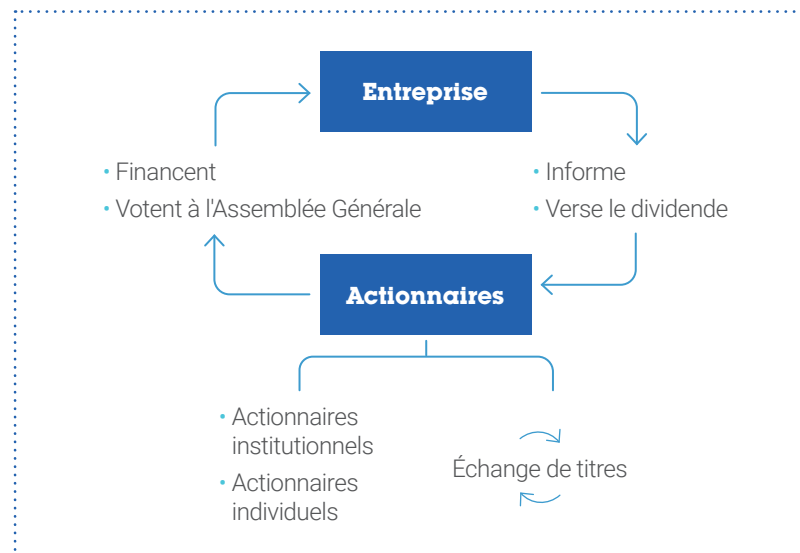 Entreprise
• Financent
• Votent à l'Assemblée Générale
• Informe
• Verse le dividende
Actionnaires
• Actionnaires
institutionnels
• Actionnaires
individuels
Échange de titres